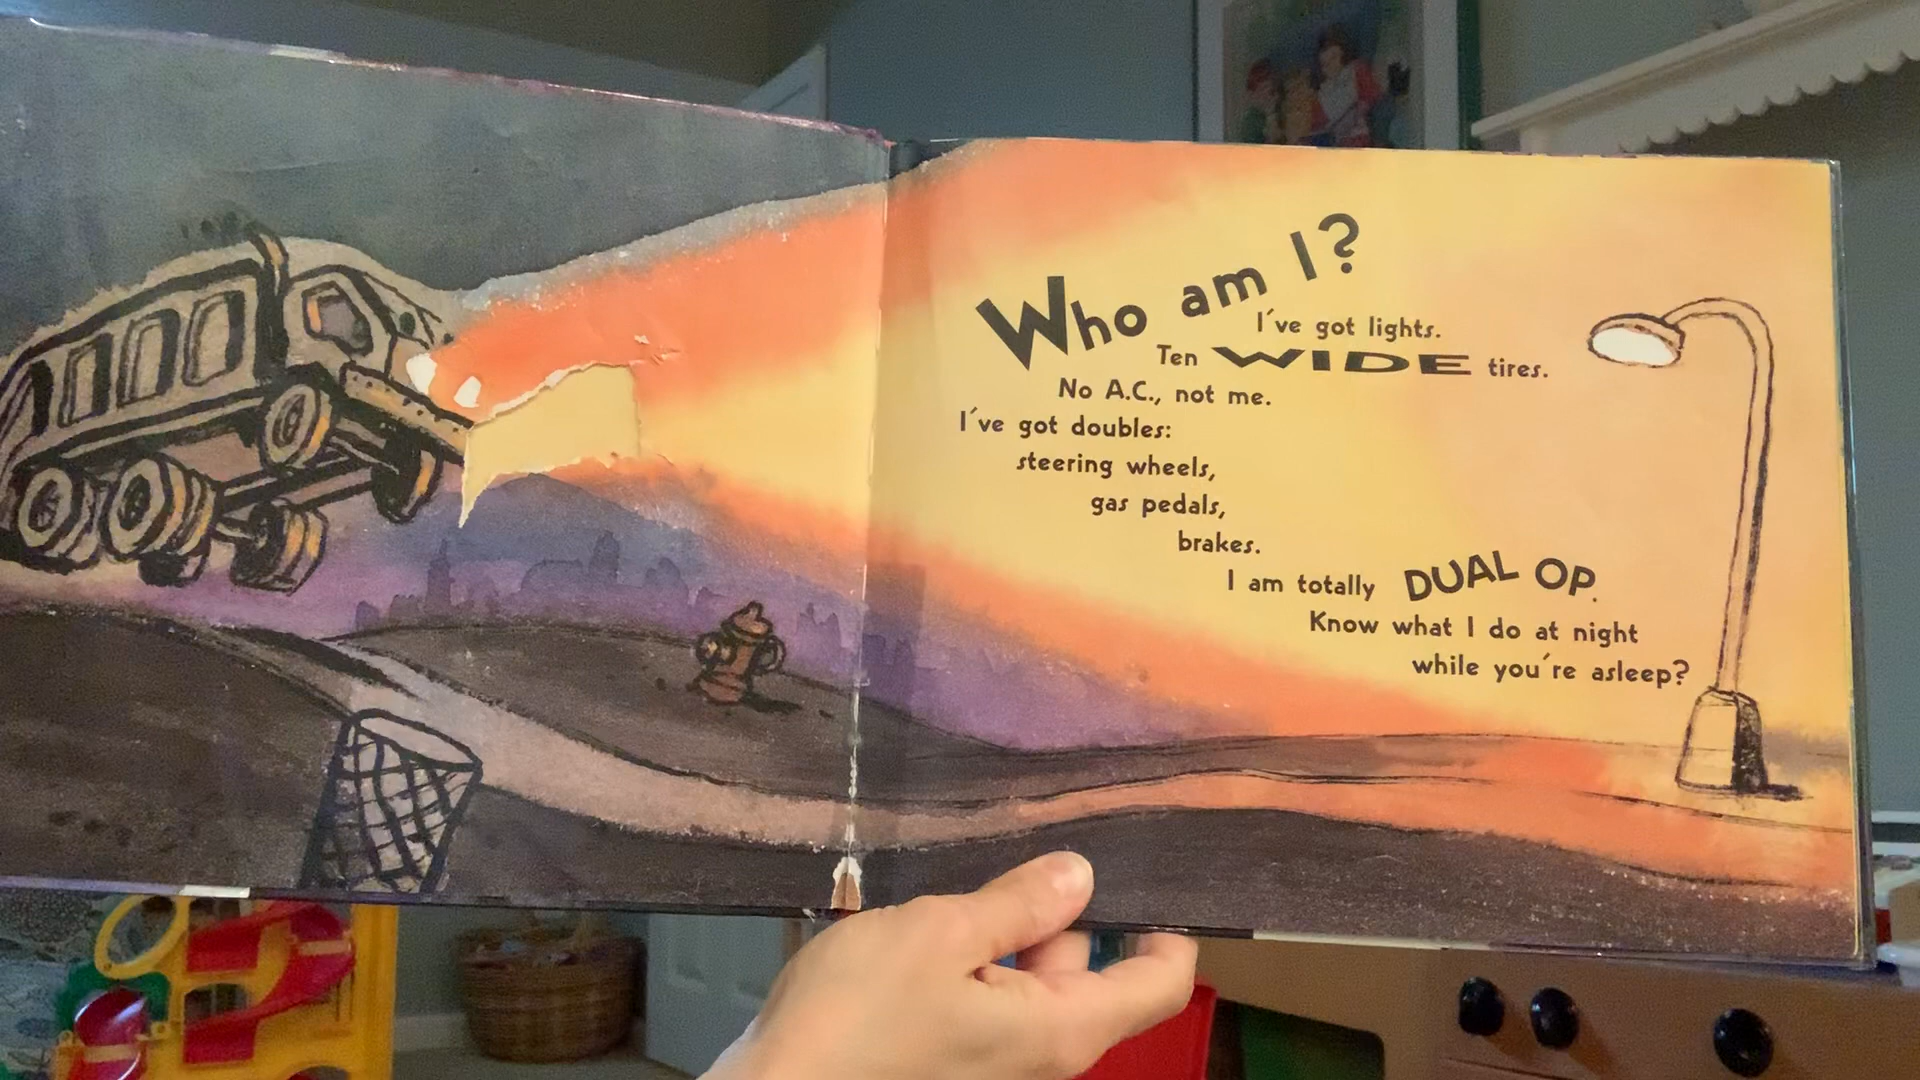 Who am I?
I´ve got lights.
Ten WIDE tires.
No A.C., not me.
I´ve got doubles:
steering wheels,
gas pedals,
brakes.
I am totally DUAL OP.
Know what I do at night
while you´re asleep?